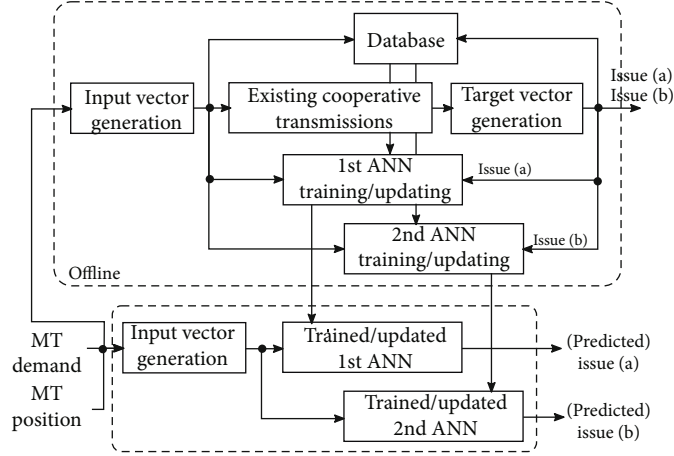 Database
Issue (a)
Issue (b)
Input vector
generation
Existing cooperative
transmissions
Target vector
generation
1st ANN
training/updating
Issue (a)
2nd ANN
training/updating
Issue (b)
Offline
MT
demand
MT
position
Input vector
generation
Trained/updated
1st ANN
(Predicted)
issue (a)
Trained/updated
2nd ANN
(Predicted)
issue (b)